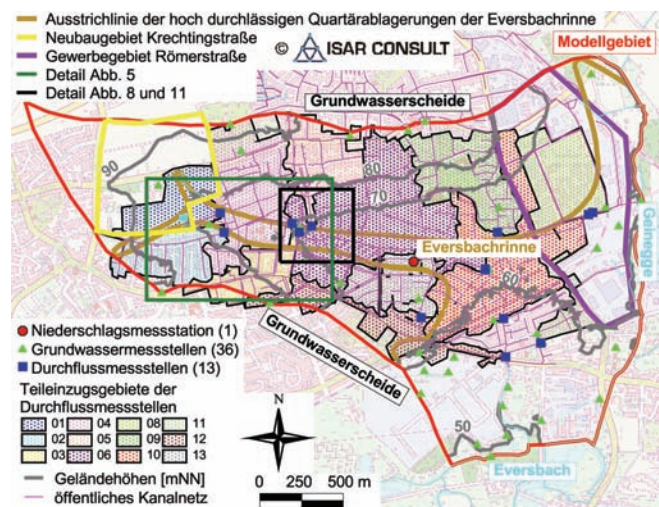 Ausstrichlinie der hoch durchlässigen Quartärablagerungen der Eversbachrinne
Neubaugebiet Krechtingstraße
Gewerbegebiet Römerstraße
Detail Abb. 5
Detail Abb. 8 und 11
© ISAR CONSULT
Modellgebiet
Grundwasserscheide
90
80
70
Eversbachrinne
60
Geinegge
Grundwasserscheide
50
Eversbach
Niederschlagsmessstation (1)
Grundwassermessstellen (36)
Durchflussmessstellen (13)
Teileinzugsgebiete der
Durchflussmessstellen
01 04 08 11
02 05 09 12
03 06 10 13
Geländehöhen [mNN]
öffentliches Kanalnetz
N
0 250 500 m